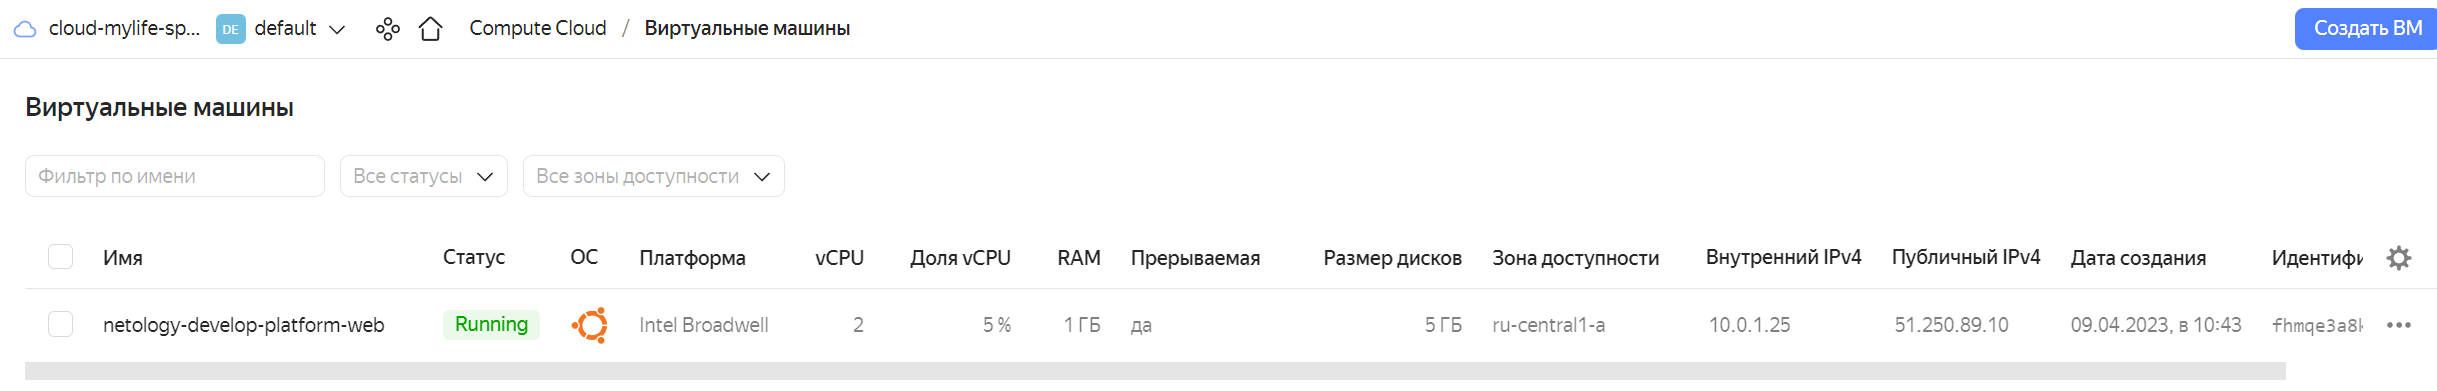 cloud-mylife-sp... DE default Compute Cloud / Виртуальные машины Создать ВМ
Виртуальные машины
Фильтр по имени Все статусы Все зоны доступности
Имя Статус ОС Платформа vCPU Доля vCPU RAM Прерываемая Размер дисков Зона доступности Внутренний IPv4 Публичный IPv4 Дата создания Идентифи
netology-develop-platform-web Running Intel Broadwell 2 5 % 1 ГБ да 5 ГБ ru-central1-a 10.0.1.25 51.250.89.10 09.04.2023, в 10:43 fhmqe3a8k